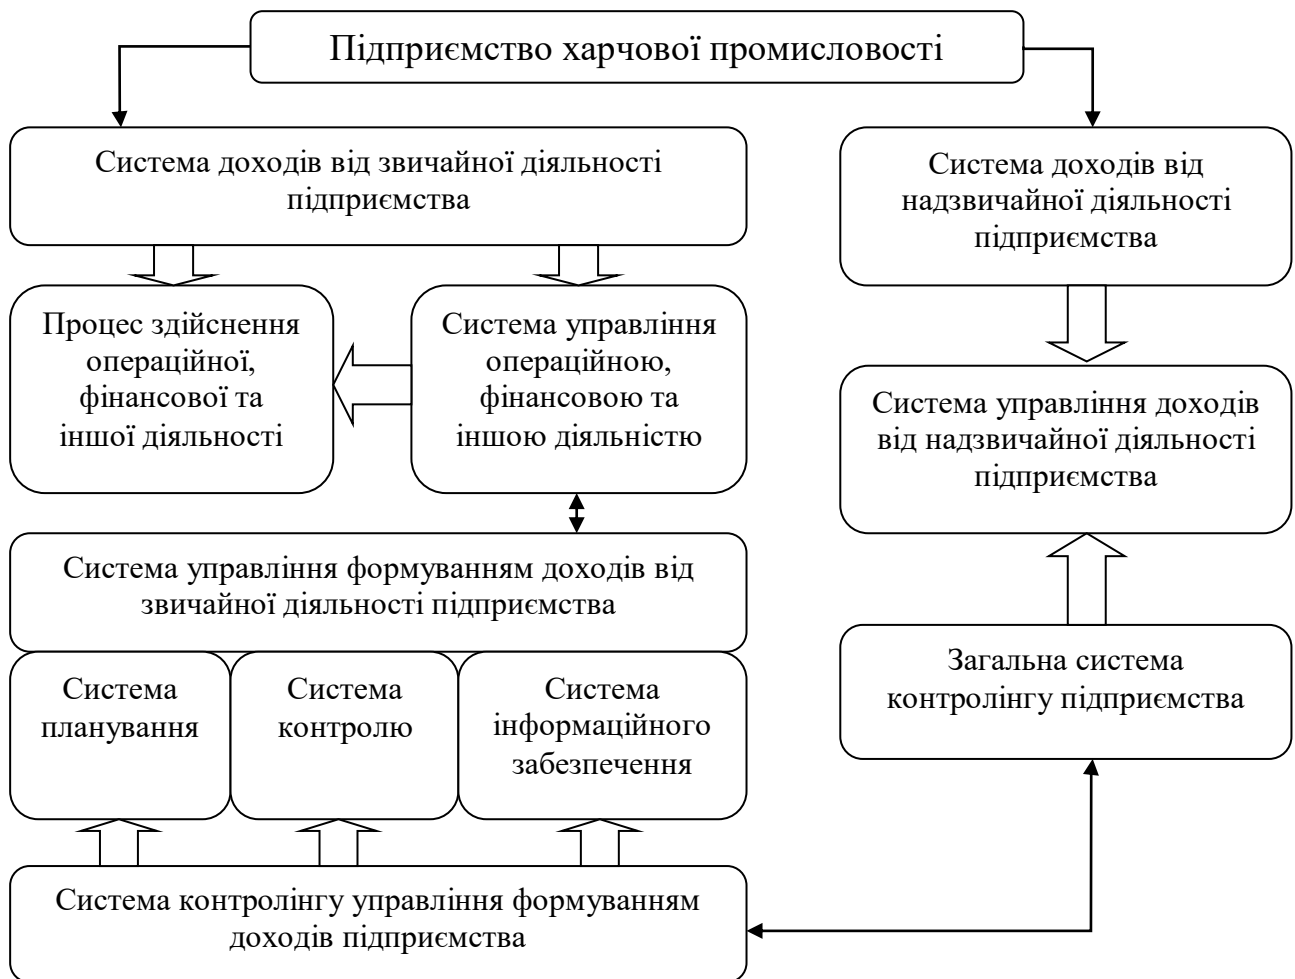 Підприємство харчової промисловості
Система доходів від звичайної діяльності
підприємства
Система доходів від
надзвичайної діяльності
підприємства
Процес здійснення
операційної,
фінансової та
іншої діяльності
Система управління
операційною,
фінансовою та
іншою діяльністю
Система управління доходів
від надзвичайної діяльності
підприємства
Система управління формуванням доходів від
звичайної діяльності підприємства
Система
планування
Система
контролю
Система
інформаційного
забезпечення
Загальна система
контролінгу підприємства
Система контролінгу управління формуванням
доходів підприємства